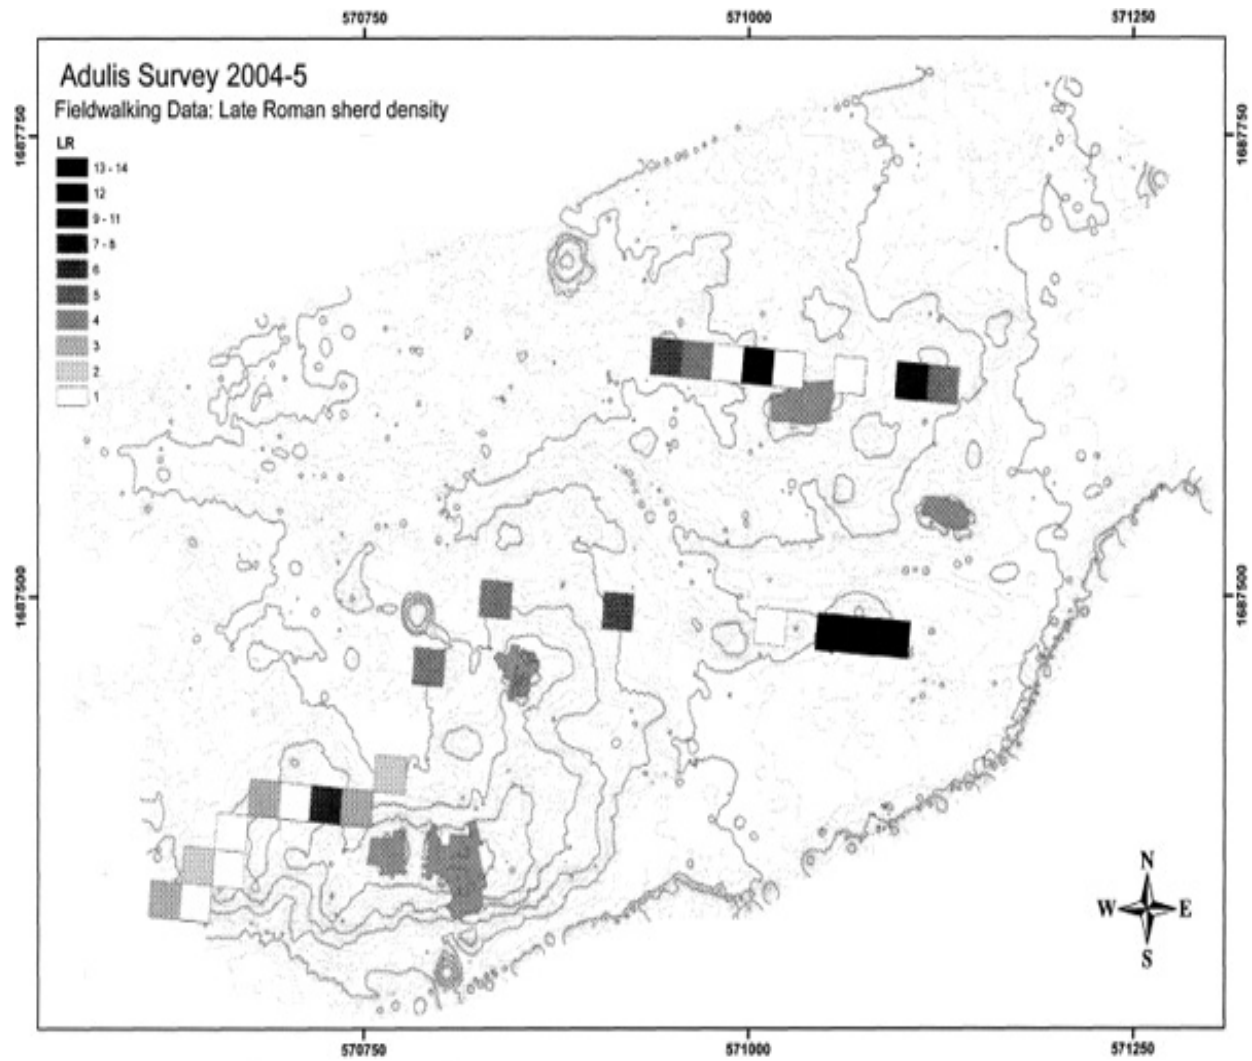 570750
571000
571250
Adulis Survey 2004-5
Fieldwalking Data: Late Roman sherd density
LR
13 - 14
12
9 - 11
7 - 8
6
5
4
3
2
1
1687750
1687750
1687500
1687500
N
W E
S
570750
571000
571250